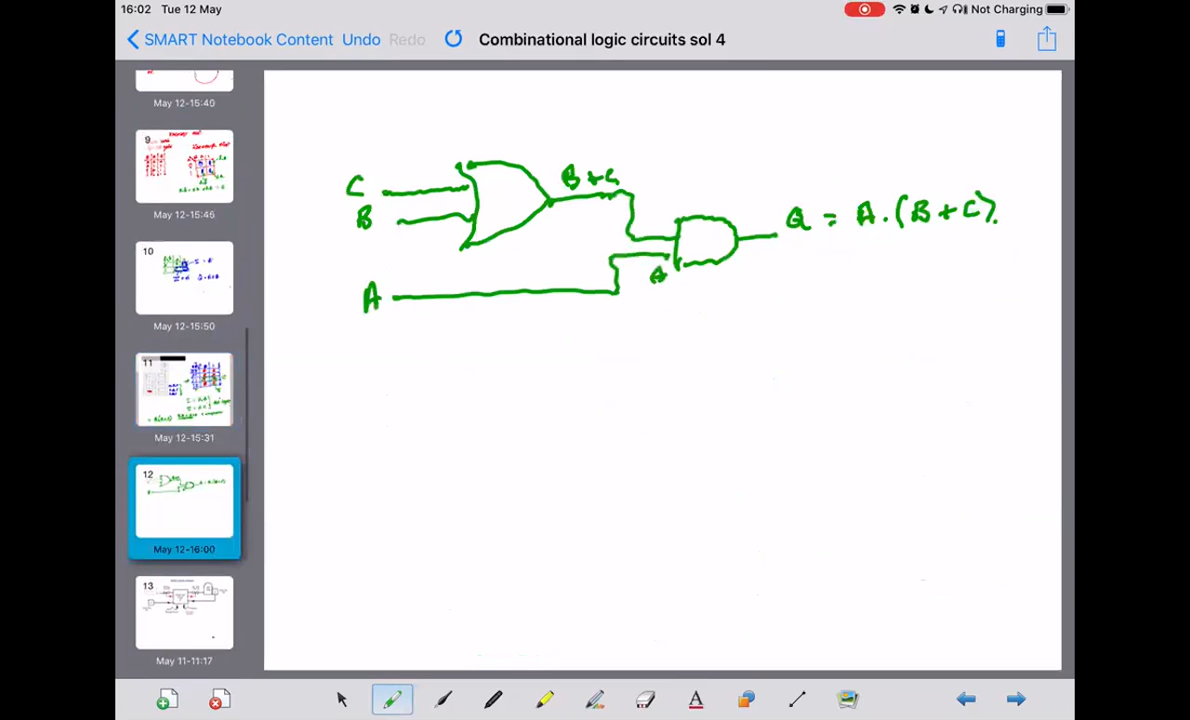 16:02 Tue 12 May
Not Charging
SMART Notebook Content Undo Redo
Combinational logic circuits sol 4
May 12-15:40
9
May 12-15:46
10
May 12-15:50
11
May 12-15:31
12
May 12-16:00
13
May 11-11:17
C
B
B+C
A
A
Q = A.(B+C).
A